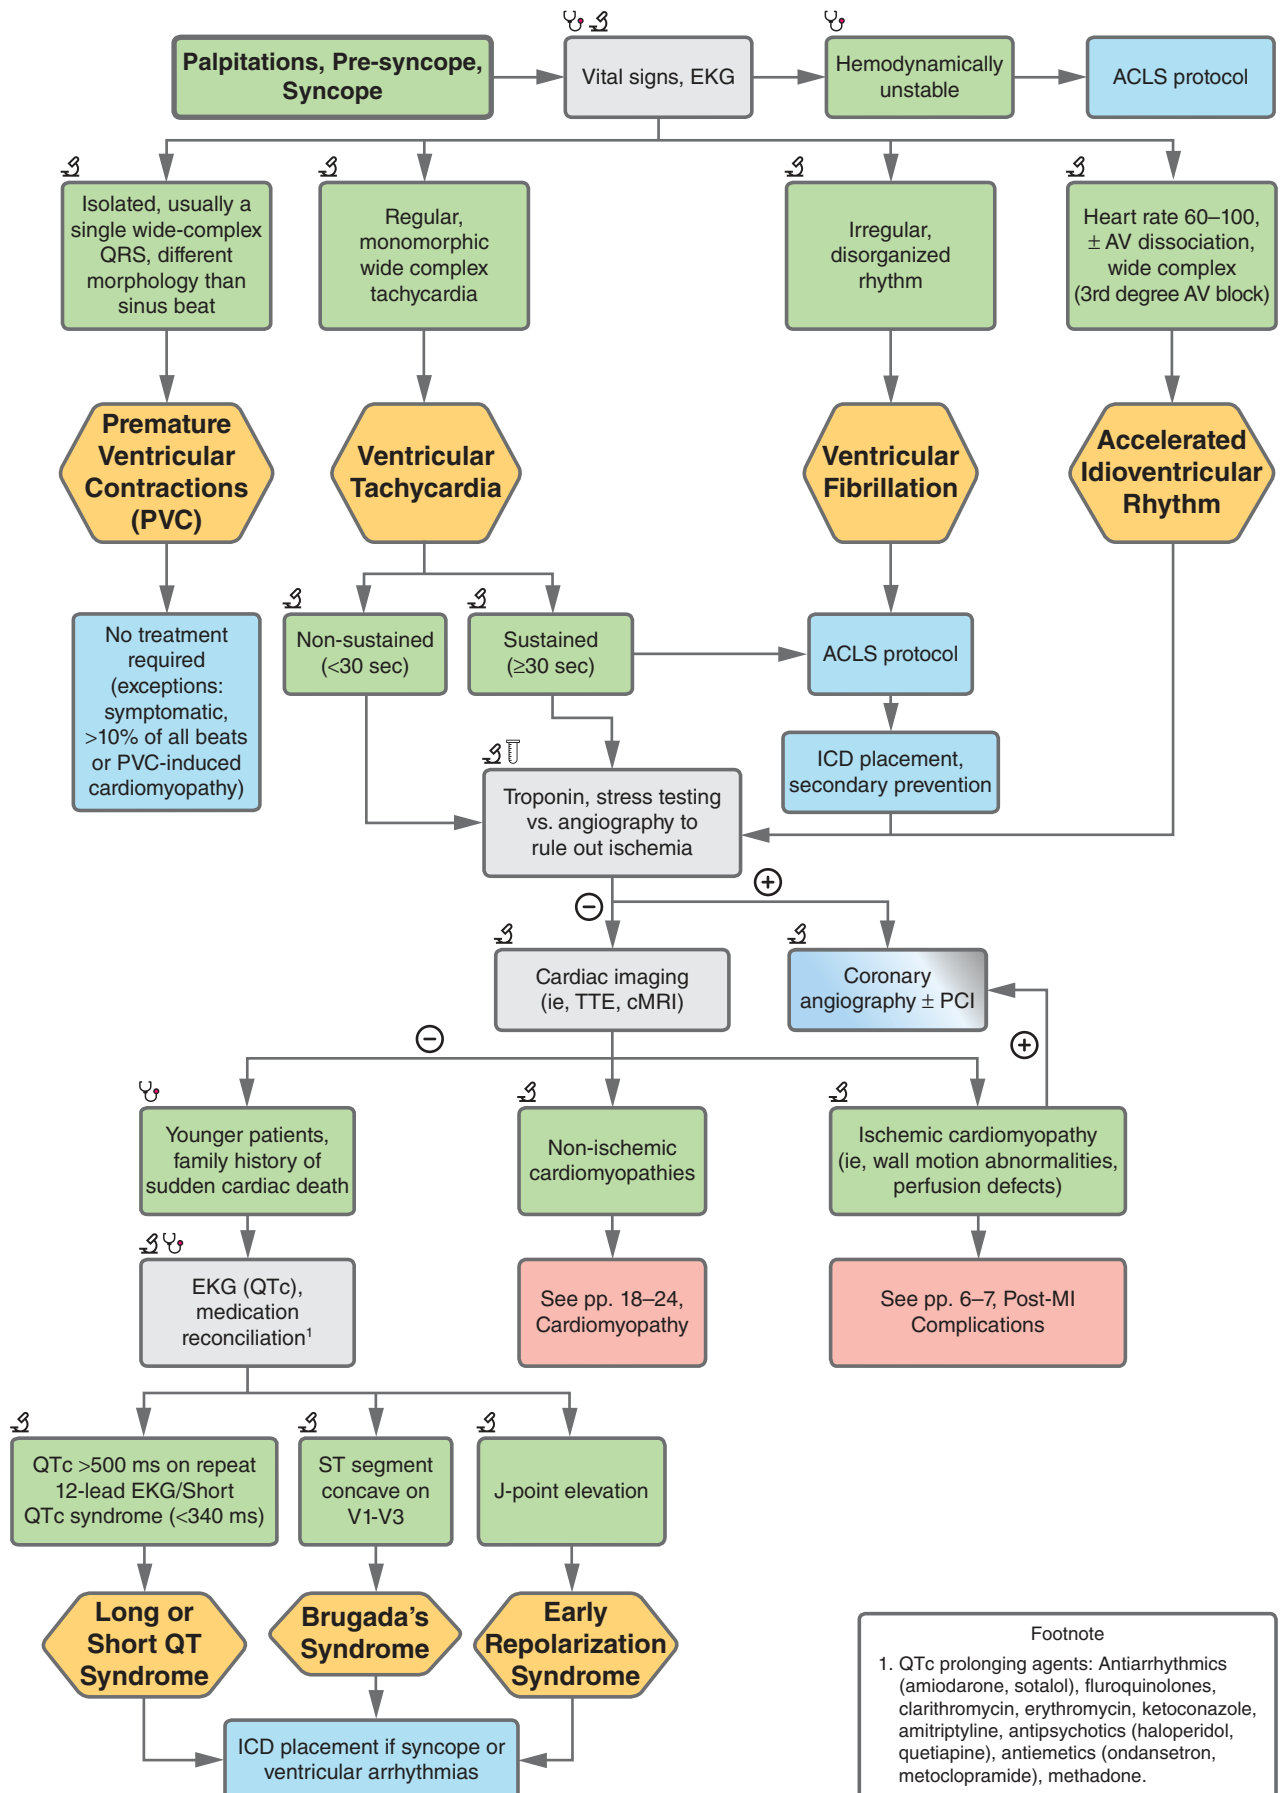 Palpitations, Pre-syncope,
Syncope
Vital signs, EKG
Hemodynamically
unstable
ACLS protocol
Isolated, usually a
single wide-complex
QRS, different
morphology than
sinus beat
Regular,
monomorphic
wide complex
tachycardia
Irregular,
disorganized
rhythm
Heart rate 60–100,
± AV dissociation,
wide complex
(3rd degree AV block)
Premature
Ventricular
Contractions
(PVC)
Ventricular
Tachycardia
Ventricular
Fibrillation
Accelerated
Idioventricular
Rhythm
No treatment
required
(exceptions:
symptomatic,
>10% of all beats
or PVC-induced
cardiomyopathy)
Non-sustained
(<30 sec)
Sustained
(≥30 sec)
ACLS protocol
ICD placement,
secondary prevention
Troponin, stress testing
vs. angiography to
rule out ischemia
+
−
Cardiac imaging
(ie, TTE, cMRI)
Coronary
angiography ± PCI
−
+
Younger patients,
family history of
sudden cardiac death
Non-ischemic
cardiomyopathies
Ischemic cardiomyopathy
(ie, wall motion abnormalities,
perfusion defects)
EKG (QTc),
medication
reconciliation1
See pp. 18–24,
Cardiomyopathy
See pp. 6–7, Post-MI
Complications
QTc >500 ms on repeat
12-lead EKG/Short
QTc syndrome (<340 ms)
ST segment
concave on
V1-V3
J-point elevation
Long or
Short QT
Syndrome
Brugada's
Syndrome
Early
Repolarization
Syndrome
ICD placement if syncope or
ventricular arrhythmias
Footnote
1. QTc prolonging agents: Antiarrhythmics
(amiodarone, sotalol), fluroquinolones,
clarithromycin, erythromycin, ketoconazole,
amitriptyline, antipsychotics (haloperidol,
quetiapine), antiemetics (ondansetron,
metoclopramide), methadone.